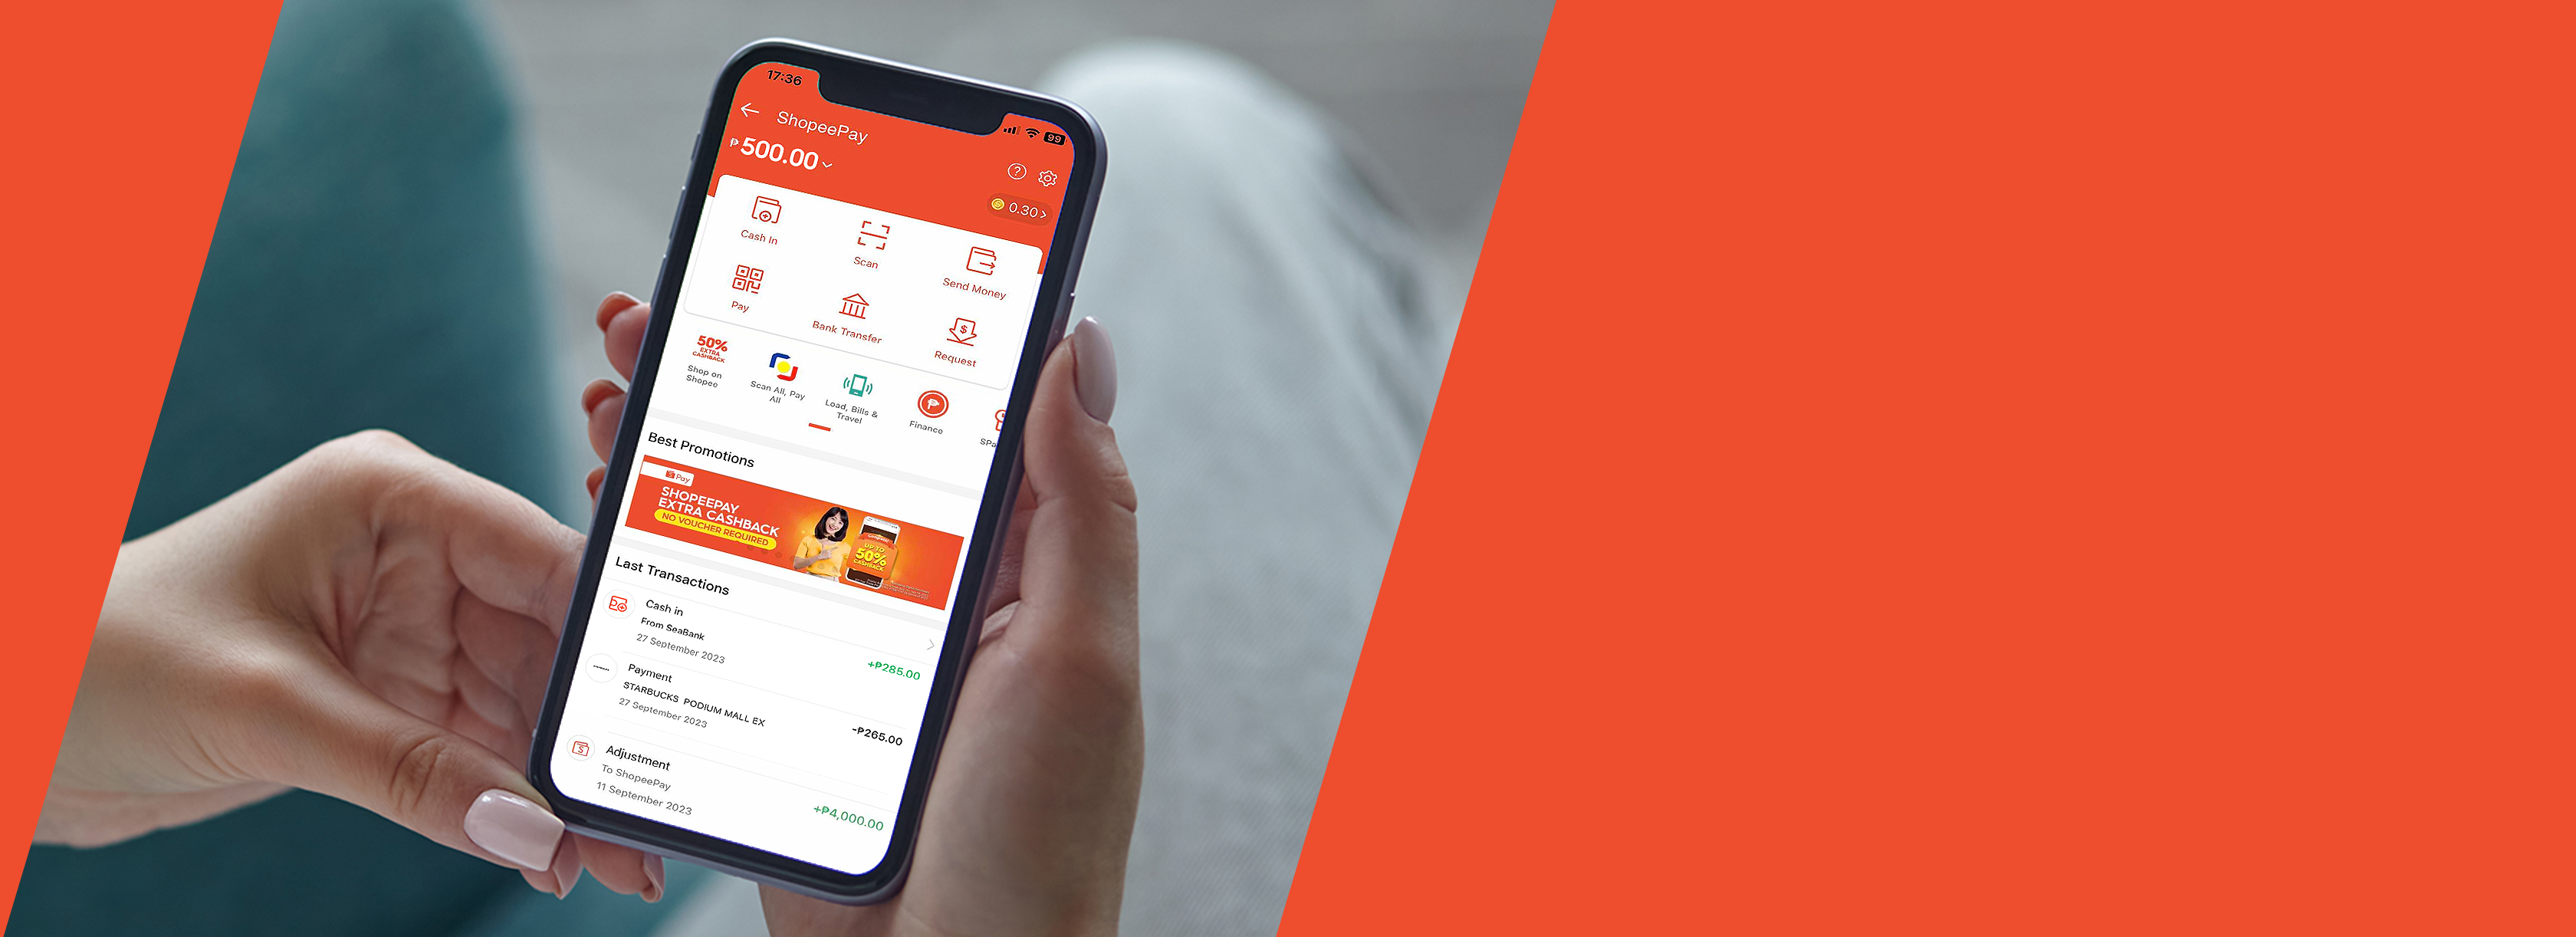 17:36
99
ShopeePay
₱500.00
0.30
Cash In
Scan
Send Money
Pay
Bank Transfer
Request
50%
EXTRA
CASHBACK
Shop on
Shopee
Scan All, Pay
All
Load, Bills &
Travel
Finance
SPa
Best Promotions
Pay
SHOPEEPAY
EXTRA CASHBACK
NO VOUCHER REQUIRED
UP TO
50%
CASHBACK
Last Transactions
Cash in
From SeaBank
27 September 2023
+₱285.00
Payment
STARBUCKS PODIUM MALL EX
27 September 2023
-₱265.00
Adjustment
To ShopeePay
11 September 2023
+₱4,000.00